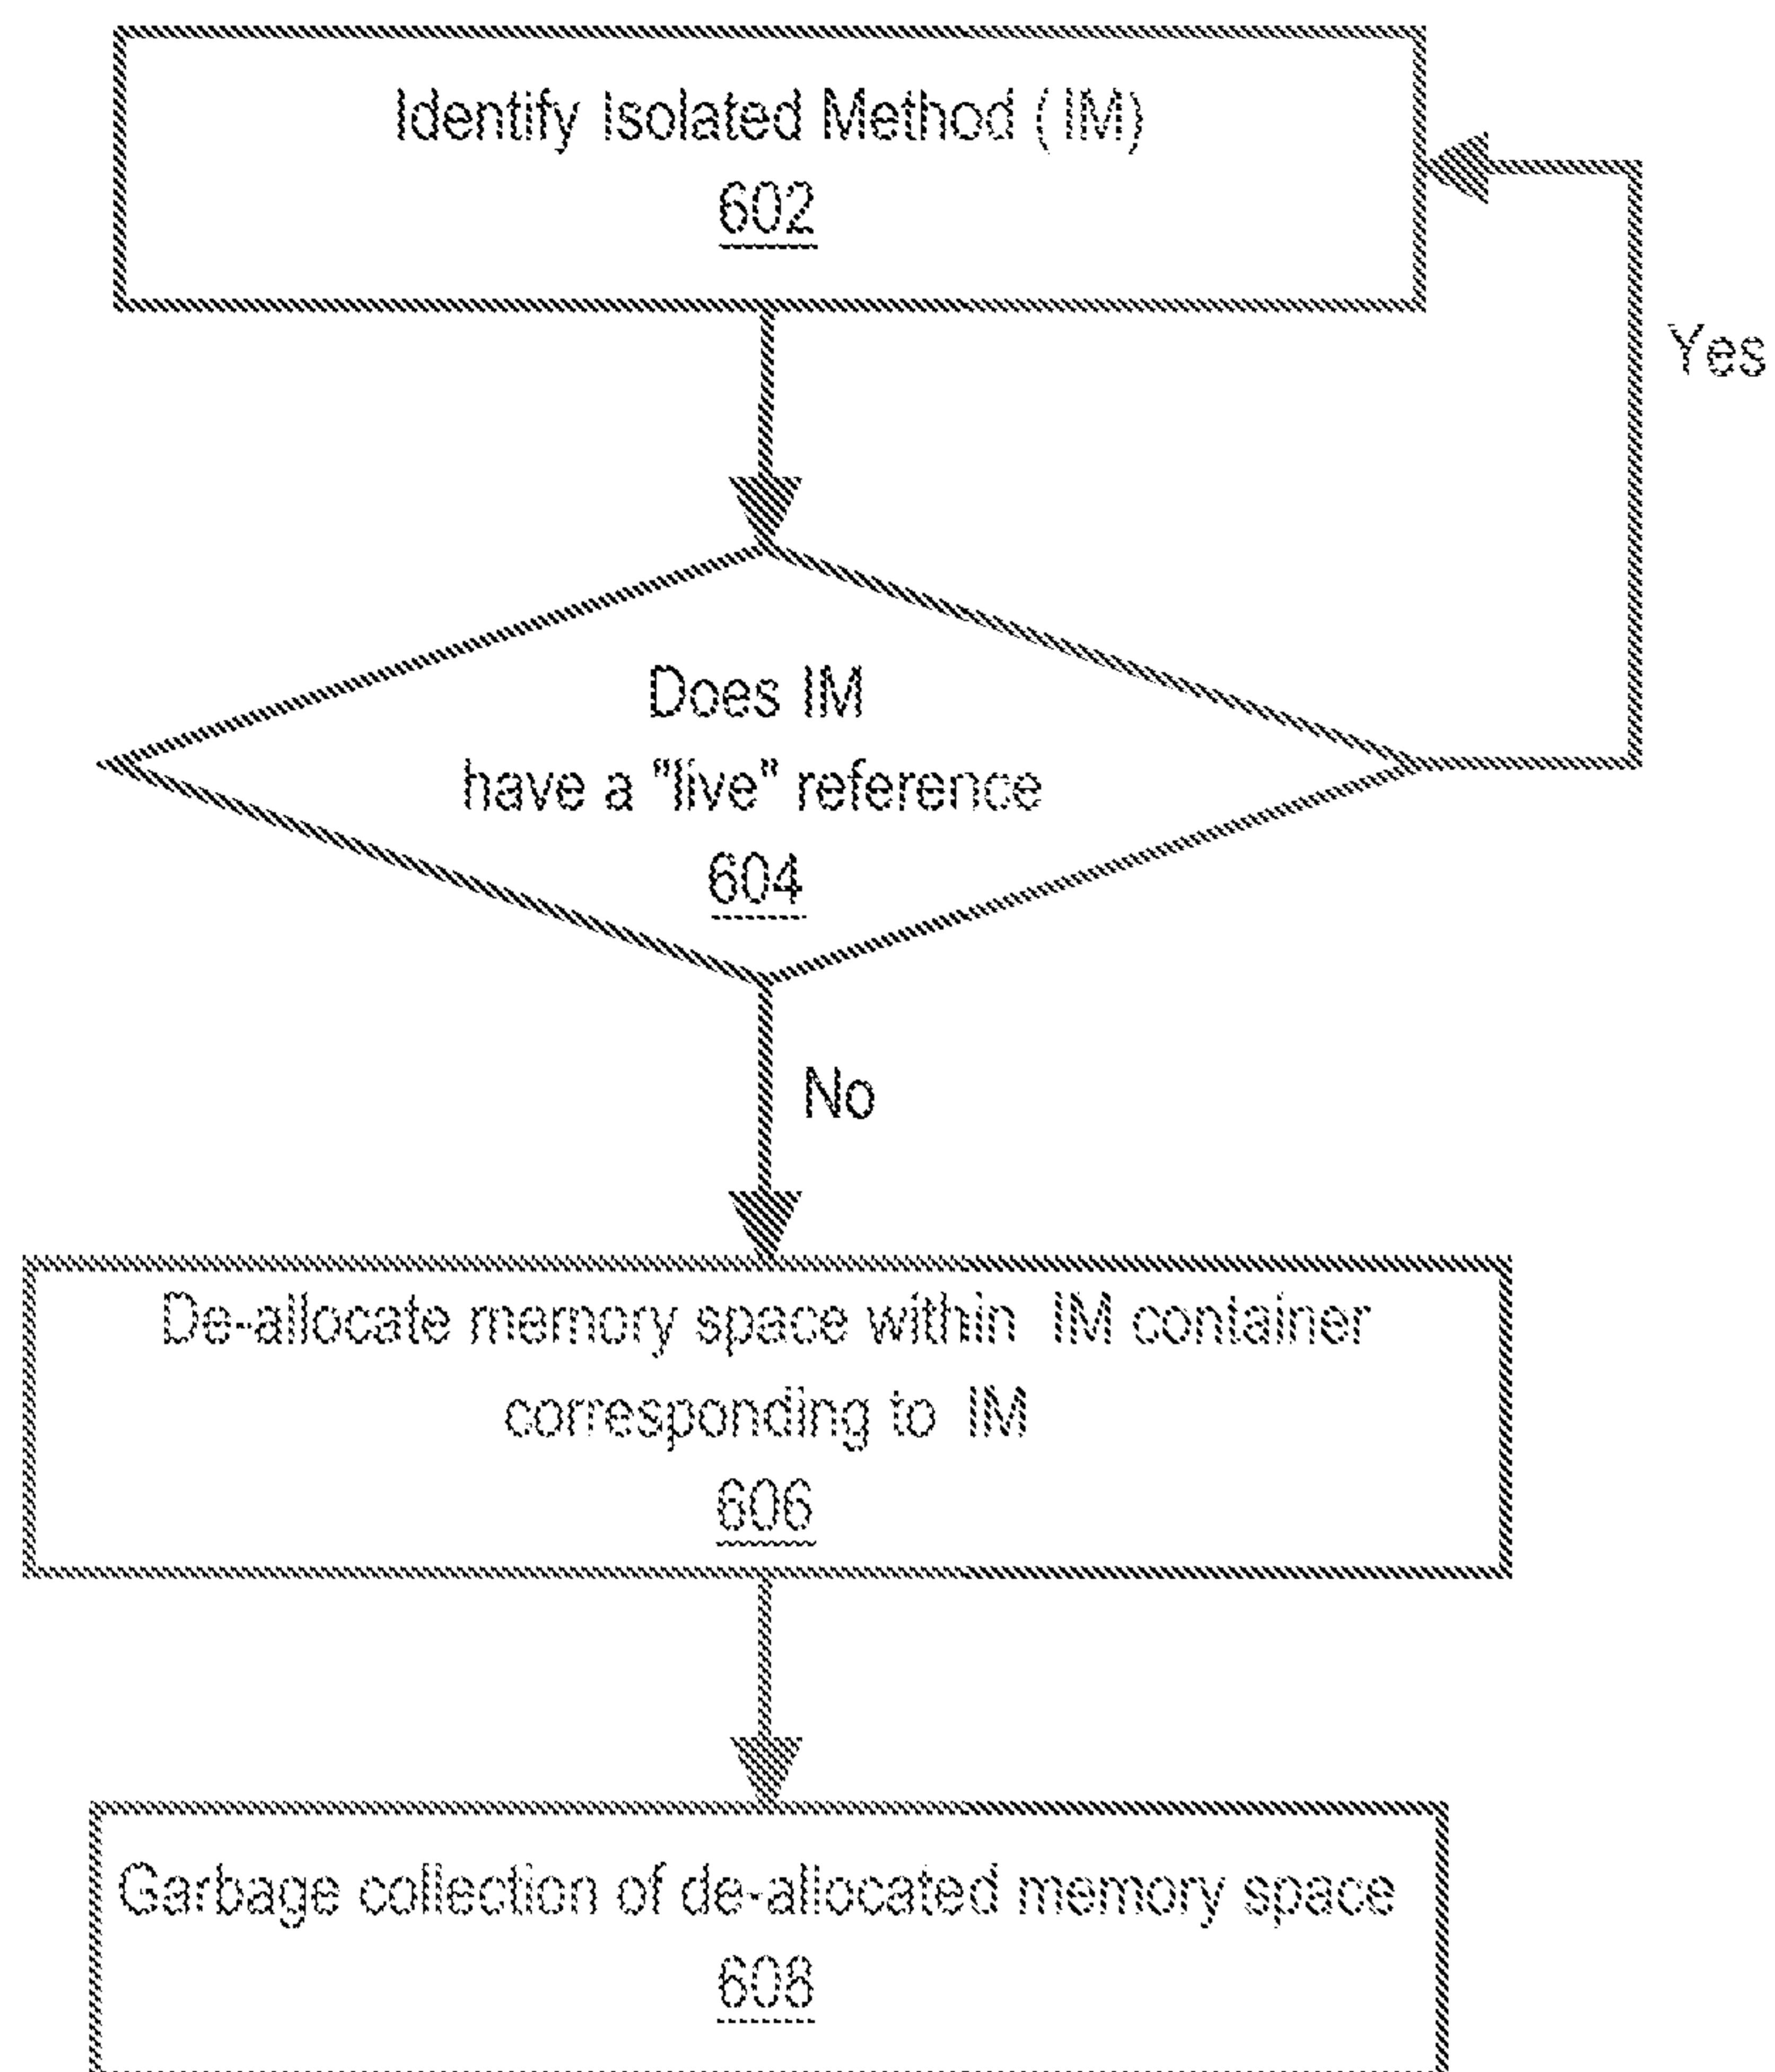 Identify Isolated Method (IM)
602
Yes
Does IM
have a "live" reference
604
No
De-allocate memory space within IM container
corresponding to IM
606
Garbage collection of de-allocated memory space
608